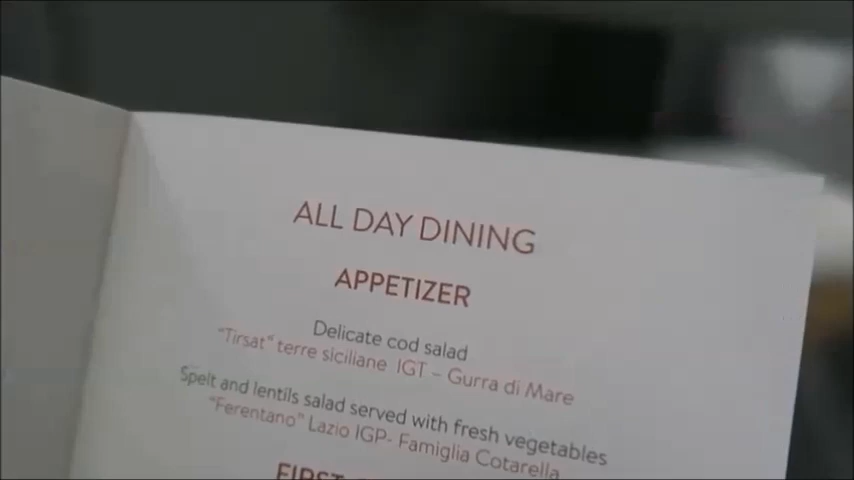 ALL DAY DINING
APPETIZER
Delicate cod salad
"Tirsat" terre siciliane IGT – Gurra di Mare
Spelt and lentils salad served with fresh vegetables
"Ferentano" Lazio IGP- Famiglia Cotarella
FIRST